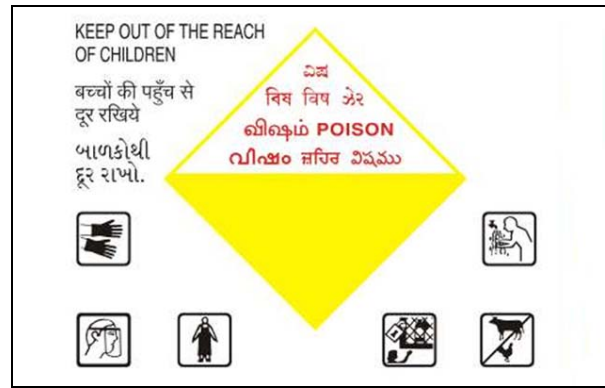 KEEP OUT OF THE REACH
OF CHILDREN
बच्चों की पहुँच से
दूर रखिये
બાળકોથી
દૂર રાખો.
ವಿಷ
বিষ विष ઝેર
விஷம் POISON
വിഷം ਜ਼ਹਿਰ విషము